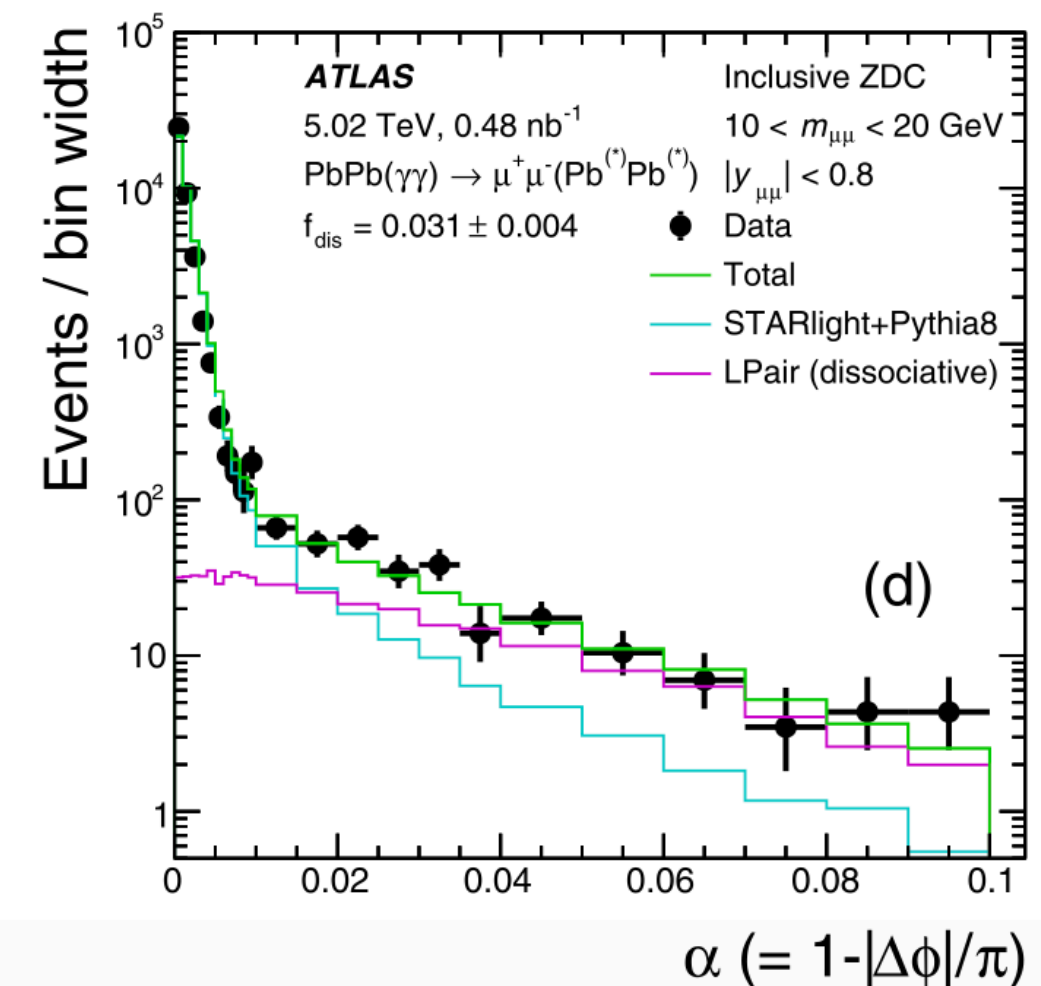 Events / bin width
10⁵
10⁴
10³
10²
10
1
ATLAS
5.02 TeV, 0.48 nb⁻¹
PbPb(γγ) → μ⁺μ⁻(Pb⁽*⁾Pb⁽*⁾)
f_dis = 0.031 ± 0.004
Inclusive ZDC
10 < m_μμ < 20 GeV
|y_μμ| < 0.8
Data
Total
STARlight+Pythia8
LPair (dissociative)
(d)
0 0.02 0.04 0.06 0.08 0.1
α (= 1-|Δϕ|/π)